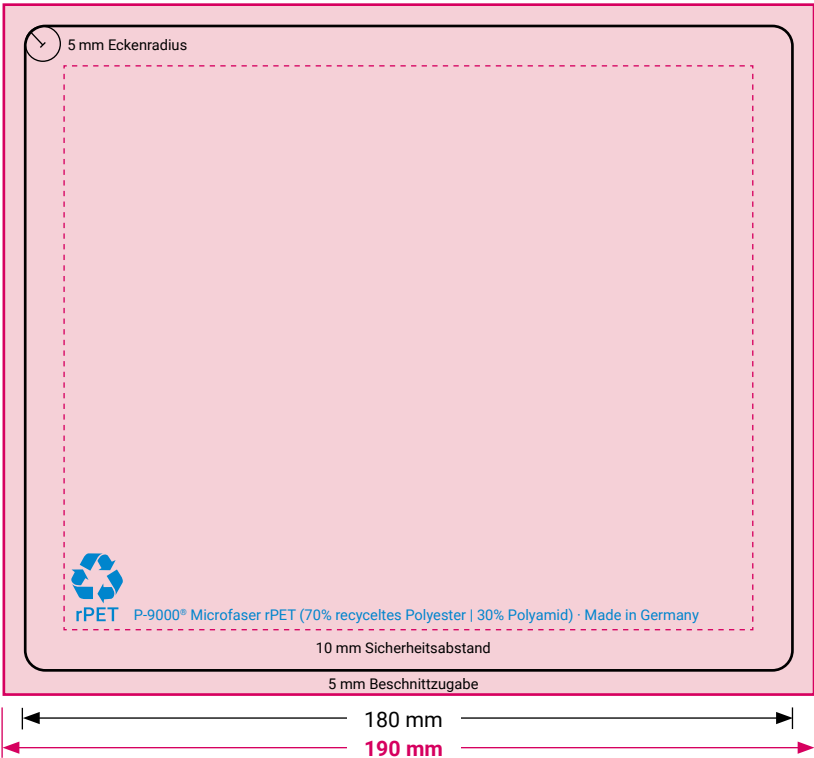 5 mm Eckenradius
rPET
P-9000® Microfaser rPET (70% recyceltes Polyester | 30% Polyamid) · Made in Germany
10 mm Sicherheitsabstand
5 mm Beschnittzugabe
180 mm
190 mm